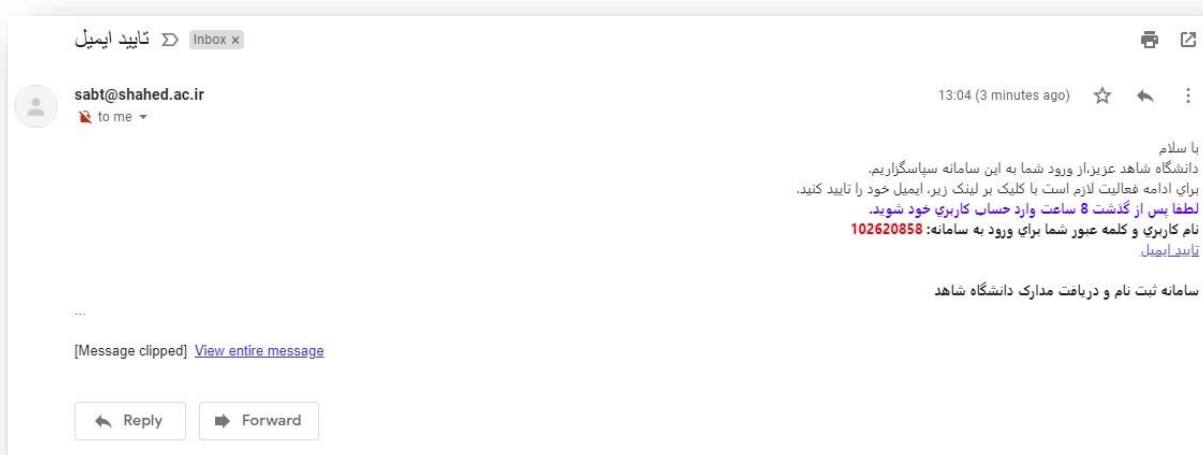 تایید ایمیل Inbox ×
sabt@shahed.ac.ir 13:04 (3 minutes ago)
to me
با سلام
دانشگاه شاهد عزیز،از ورود شما به این سامانه سپاسگزاریم.
براي ادامه فعالیت لازم است با کلیک بر لینک زیر، ایمیل خود را تایید کنید.
لطفا پس از گذشت 8 ساعت وارد حساب کاربري خود شوید.
نام کاربري و کلمه عبور شما براي ورود به سامانه: 102620858
تایید ایمیل
سامانه ثبت نام و دریافت مدارک دانشگاه شاهد
...
[Message clipped] View entire message
Reply Forward